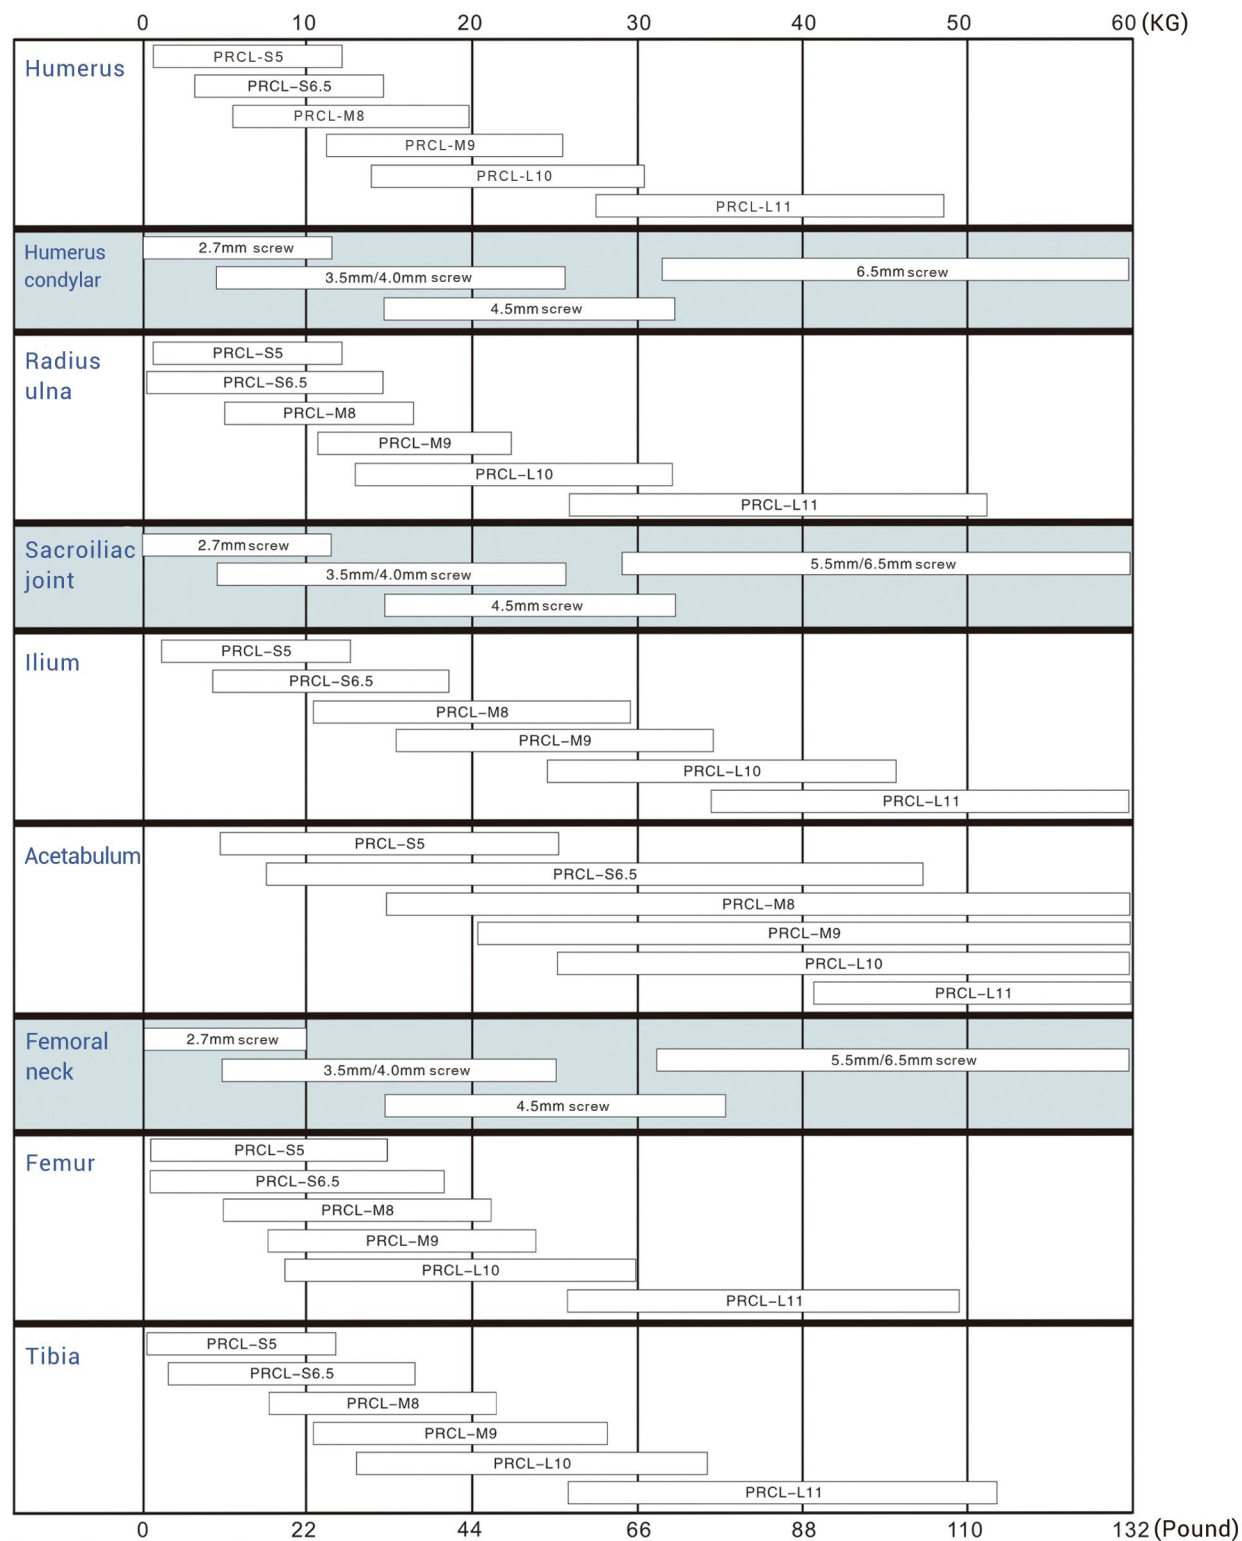 0 10 20 30 40 50 60 (KG)
Humerus
PRCL-S5
PRCL-S6.5
PRCL-M8
PRCL-M9
PRCL-L10
PRCL-L11
Humerus
condylar
2.7mm screw
3.5mm/4.0mm screw
6.5mm screw
4.5mm screw
Radius
ulna
PRCL-S5
PRCL-S6.5
PRCL-M8
PRCL-M9
PRCL-L10
PRCL-L11
Sacroiliac
joint
2.7mm screw
5.5mm/6.5mm screw
3.5mm/4.0mm screw
4.5mm screw
Ilium
PRCL-S5
PRCL-S6.5
PRCL-M8
PRCL-M9
PRCL-L10
PRCL-L11
Acetabulum
PRCL-S5
PRCL-S6.5
PRCL-M8
PRCL-M9
PRCL-L10
PRCL-L11
Femoral
neck
2.7mm screw
5.5mm/6.5mm screw
3.5mm/4.0mm screw
4.5mm screw
Femur
PRCL-S5
PRCL-S6.5
PRCL-M8
PRCL-M9
PRCL-L10
PRCL-L11
Tibia
PRCL-S5
PRCL-S6.5
PRCL-M8
PRCL-M9
PRCL-L10
PRCL-L11
0 22 44 66 88 110 132 (Pound)